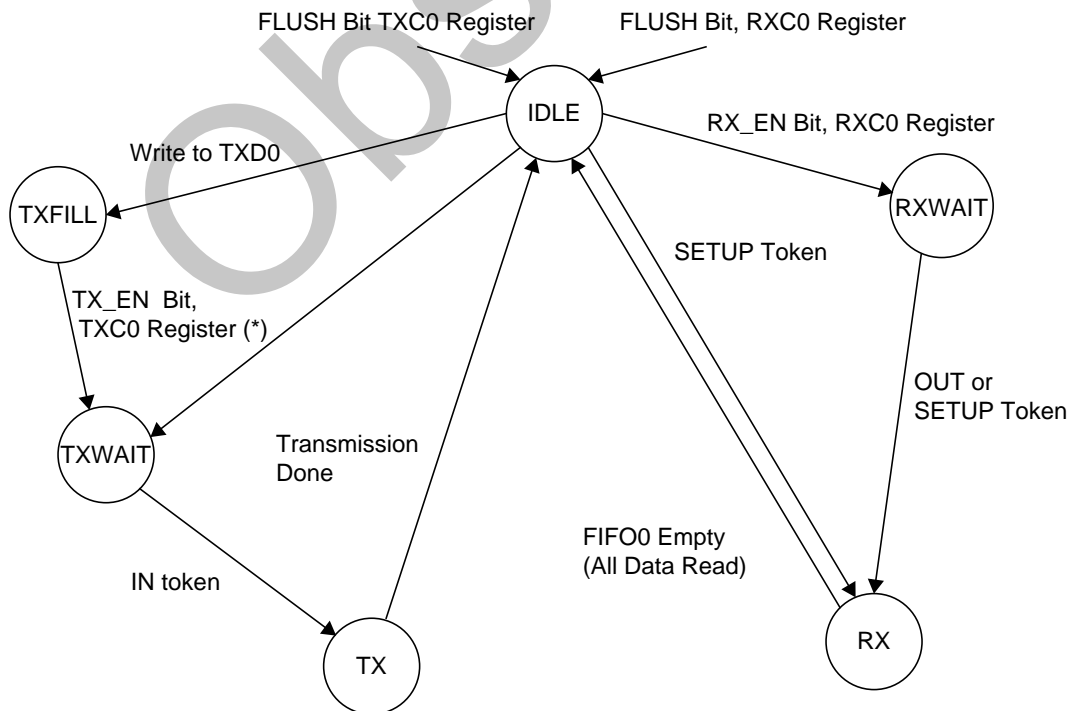 FLUSH Bit TXC0 Register
FLUSH Bit, RXC0 Register
IDLE
RX_EN Bit, RXC0 Register
Write to TXD0
TXFILL
RXWAIT
SETUP Token
TX_EN Bit,
TXC0 Register (*)
OUT or
SETUP Token
TXWAIT
Transmission
Done
FIFO0 Empty
(All Data Read)
IN token
TX
RX
Obs